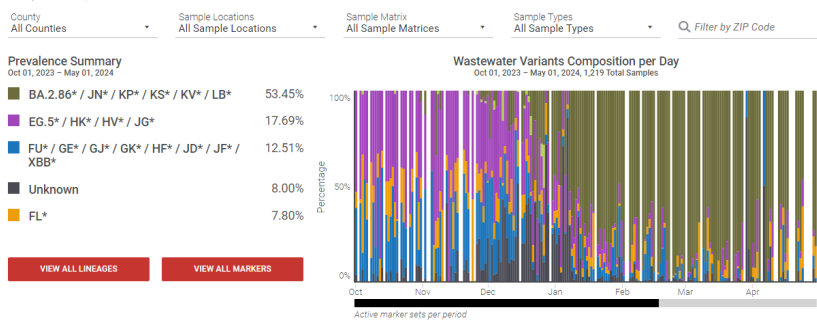 County
All Counties
Sample Locations
All Sample Locations
Sample Matrix
All Sample Matrices
Sample Types
All Sample Types
Filter by ZIP Code
Prevalence Summary
Oct 01, 2023 – May 01, 2024
BA.2.86* / JN* / KP* / KS* / KV* / LB* 53.45%
EG.5* / HK* / HV* / JG* 17.69%
FU* / GE* / GJ* / GK* / HF* / JD* / JF* / 12.51%
XBB*
Unknown 8.00%
FL* 7.80%
VIEW ALL LINEAGES
VIEW ALL MARKERS
Wastewater Variants Composition per Day
Oct 01, 2023 – May 01, 2024, 1,219 Total Samples
Percentage
100%
50%
0%
Oct Nov Dec Jan Feb Mar Apr
Active marker sets per period